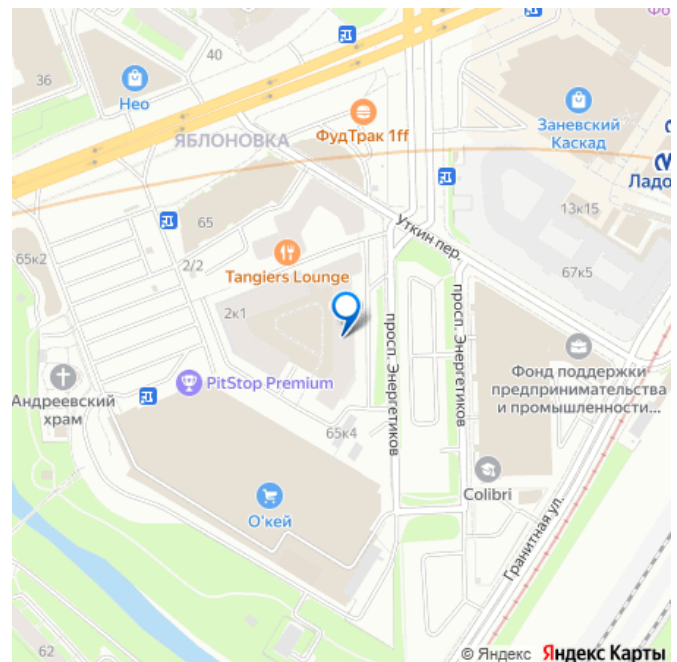 Фо
40
36
Нео
ФудТрак 1ff
Заневский
Каскад
ЯБЛОНОВКА
Ладо
13к15
65
Уткин пер.
65к2
2/2
Tangiers Lounge
67к5
2к1
просп. Энергетиков
просп. Энергетиков
Фонд поддержки
предпринимательства
и промышленности...
PitStop Premium
Андреевский
храм
65к4
Colibri
О'кей
Гранитная ул.
62
© Яндекс Яндекс Карты